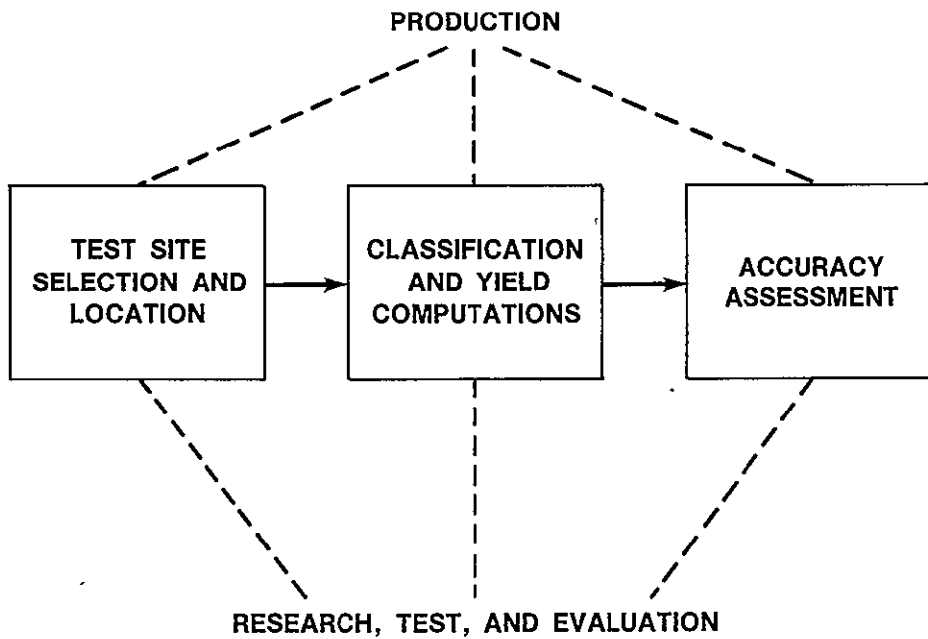 PRODUCTION
TEST SITE
SELECTION AND
LOCATION
CLASSIFICATION
AND YIELD
COMPUTATIONS
ACCURACY
ASSESSMENT
RESEARCH, TEST, AND EVALUATION